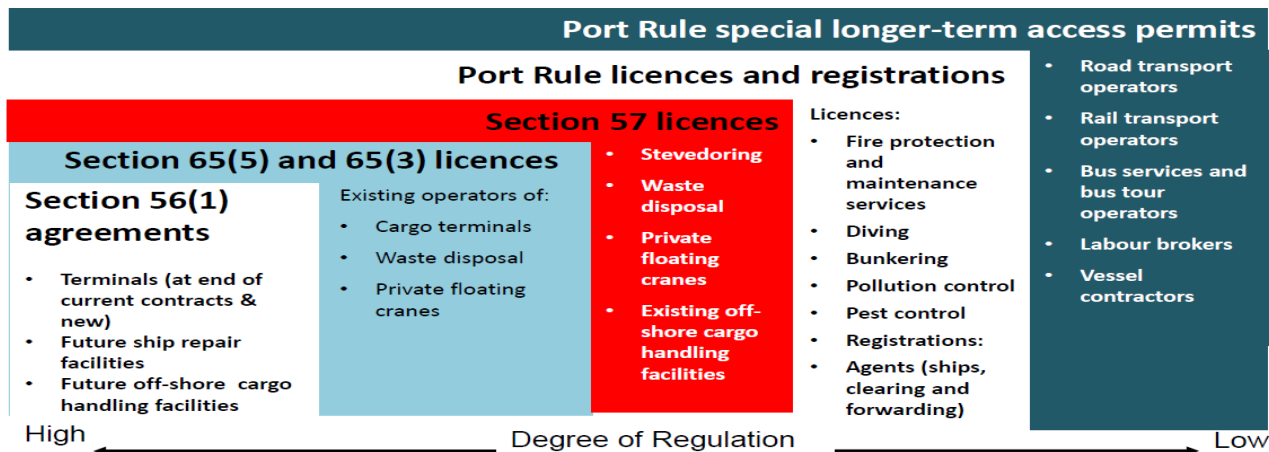 Port Rule special longer-term access permits
Port Rule licences and registrations
Section 57 licences
Section 65(5) and 65(3) licences
Section 56(1)
agreements
• Terminals (at end of
current contracts &
new)
• Future ship repair
facilities
• Future off-shore cargo
handling facilities
Existing operators of:
• Cargo terminals
• Waste disposal
• Private floating
cranes
• Stevedoring
• Waste
disposal
• Private
floating
cranes
• Existing off-
shore cargo
handling
facilities
Licences:
• Fire protection
and
maintenance
services
• Diving
• Bunkering
• Pollution control
• Pest control
• Registrations:
• Agents (ships,
clearing and
forwarding)
• Road transport
operators
• Rail transport
operators
• Bus services and
bus tour
operators
• Labour brokers
• Vessel
contractors
High
Degree of Regulation
Low